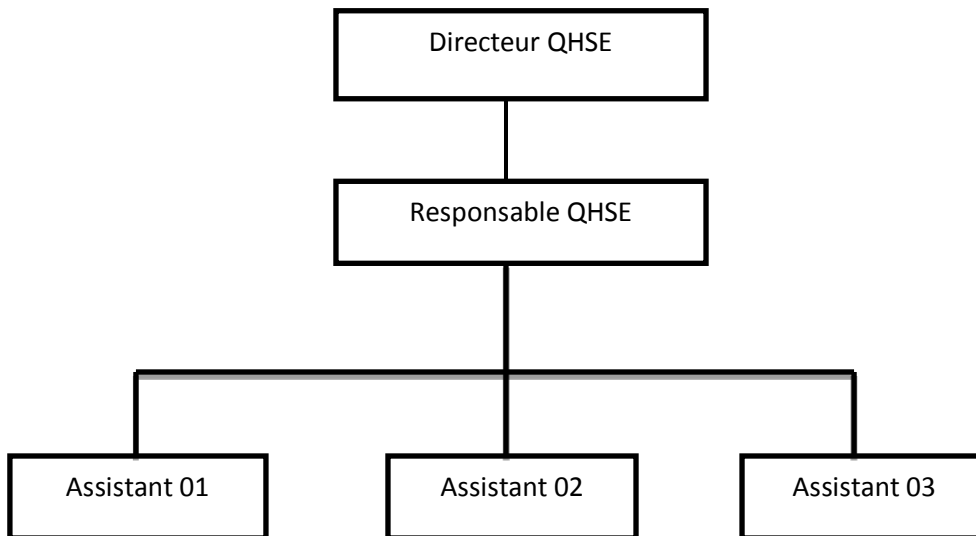 Directeur QHSE
Responsable QHSE
Assistant 01
Assistant 02
Assistant 03